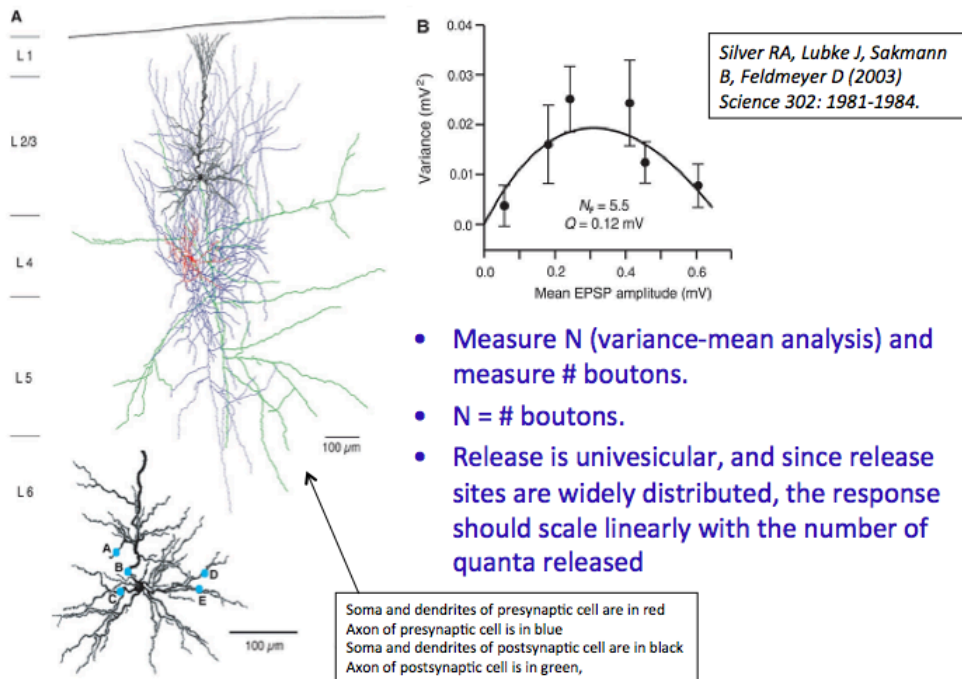 A
L 1
L 2/3
L 4
L 5
L 6
100 µm
A
B
C
D
E
100 µm
B
0.04
0.03
0.02
0.01
0.0
Variance (mV²)
NF = 5.5
Q = 0.12 mV
0.0 0.2 0.4 0.6
Mean EPSP amplitude (mV)
Silver RA, Lubke J, Sakmann
B, Feldmeyer D (2003)
Science 302: 1981-1984.
• Measure N (variance-mean analysis) and
measure # boutons.
• N = # boutons.
• Release is univesicular, and since release
sites are widely distributed, the response
should scale linearly with the number of
quanta released
Soma and dendrites of presynaptic cell are in red
Axon of presynaptic cell is in blue
Soma and dendrites of postsynaptic cell are in black
Axon of postsynaptic cell is in green,